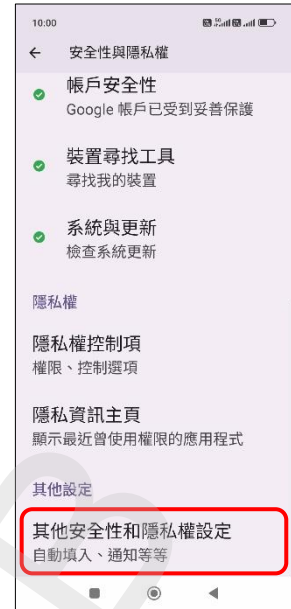 10:00
安全性與隱私權
帳戶安全性
Google 帳戶已受到妥善保護
裝置尋找工具
尋找我的裝置
系統與更新
檢查系統更新
隱私權
隱私權控制項
權限、控制選項
隱私資訊主頁
顯示最近曾使用權限的應用程式
其他設定
其他安全性和隱私權設定
自動填入、通知等等